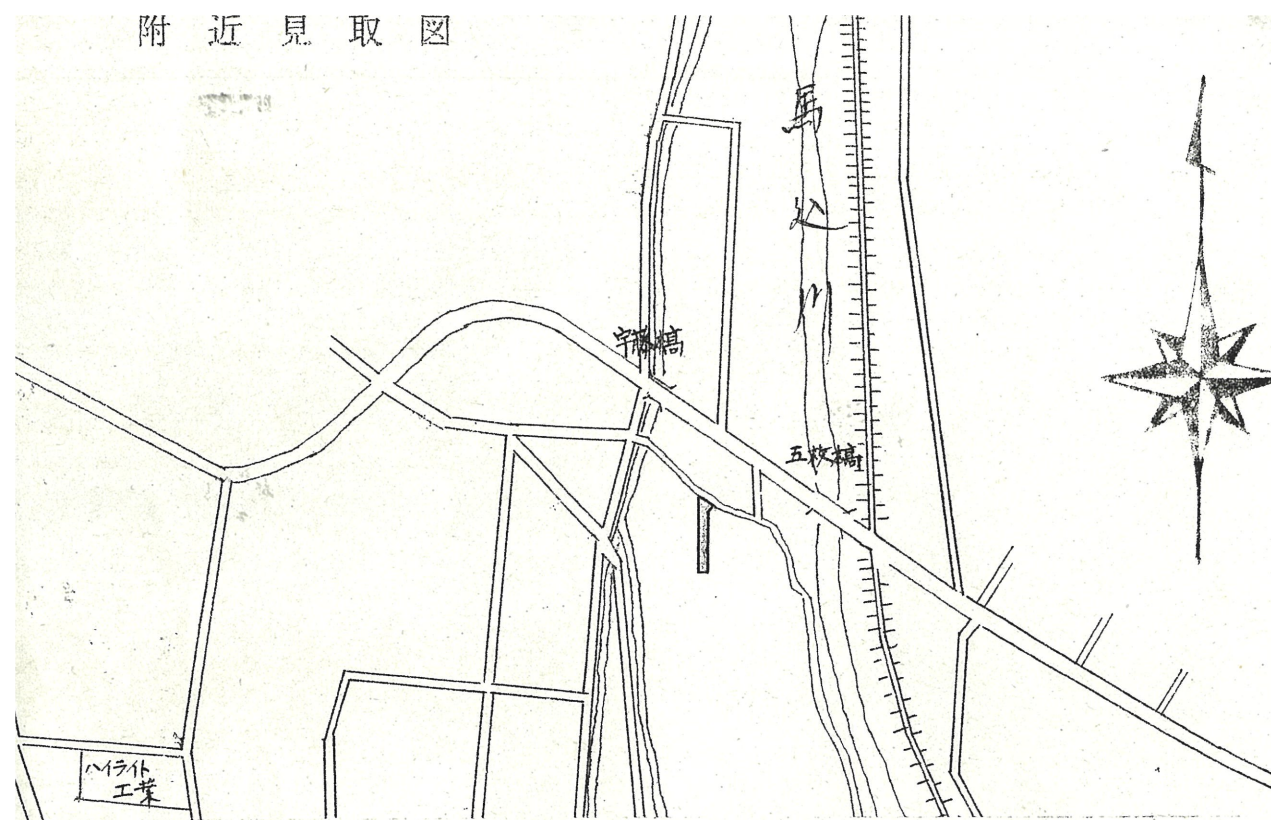 附近見取図
馬込川
宇藤橋
五枚橋
ハイライト
工業